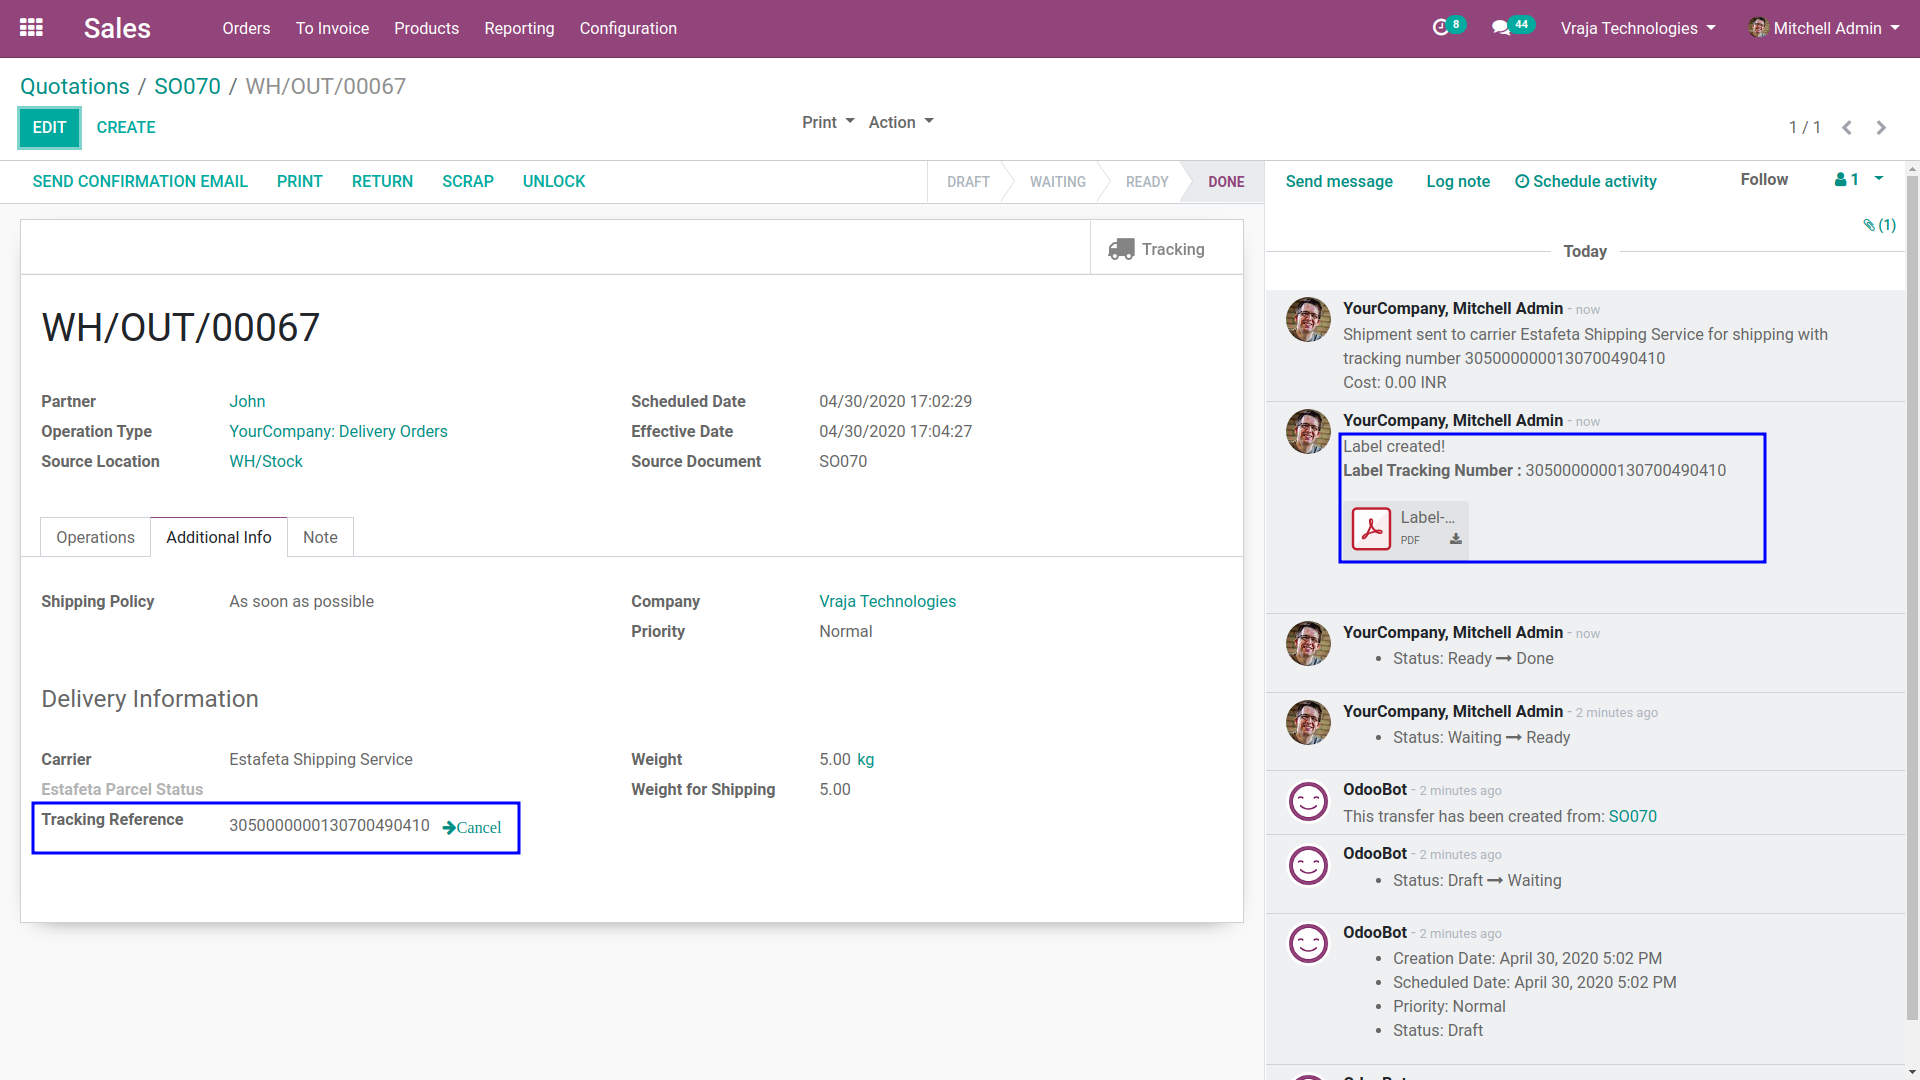 Sales
Orders
To Invoice
Products
Reporting
Configuration
8
44
Vraja Technologies
Mitchell Admin
Quotations / SO070 / WH/OUT/00067
EDIT
CREATE
Print
Action
1 / 1
SEND CONFIRMATION EMAIL
PRINT
RETURN
SCRAP
UNLOCK
DRAFT
WAITING
READY
DONE
Tracking
WH/OUT/00067
Partner
John
Operation Type
YourCompany: Delivery Orders
Source Location
WH/Stock
Scheduled Date
04/30/2020 17:02:29
Effective Date
04/30/2020 17:04:27
Source Document
SO070
Operations
Additional Info
Note
Shipping Policy
As soon as possible
Company
Vraja Technologies
Priority
Normal
Delivery Information
Carrier
Estafeta Shipping Service
Estafeta Parcel Status
Tracking Reference
3050000000130700490410
Cancel
Weight
5.00 kg
Weight for Shipping
5.00
Send message
Log note
Schedule activity
Follow
1
(1)
Today
YourCompany, Mitchell Admin - now
Shipment sent to carrier Estafeta Shipping Service for shipping with
tracking number 3050000000130700490410
Cost: 0.00 INR
YourCompany, Mitchell Admin - now
Label created!
Label Tracking Number : 3050000000130700490410
Label-...
PDF
YourCompany, Mitchell Admin - now
• Status: Ready → Done
YourCompany, Mitchell Admin - 2 minutes ago
• Status: Waiting → Ready
OdooBot - 2 minutes ago
This transfer has been created from: SO070
OdooBot - 2 minutes ago
• Status: Draft → Waiting
OdooBot - 2 minutes ago
• Creation Date: April 30, 2020 5:02 PM
• Scheduled Date: April 30, 2020 5:02 PM
• Priority: Normal
• Status: Draft